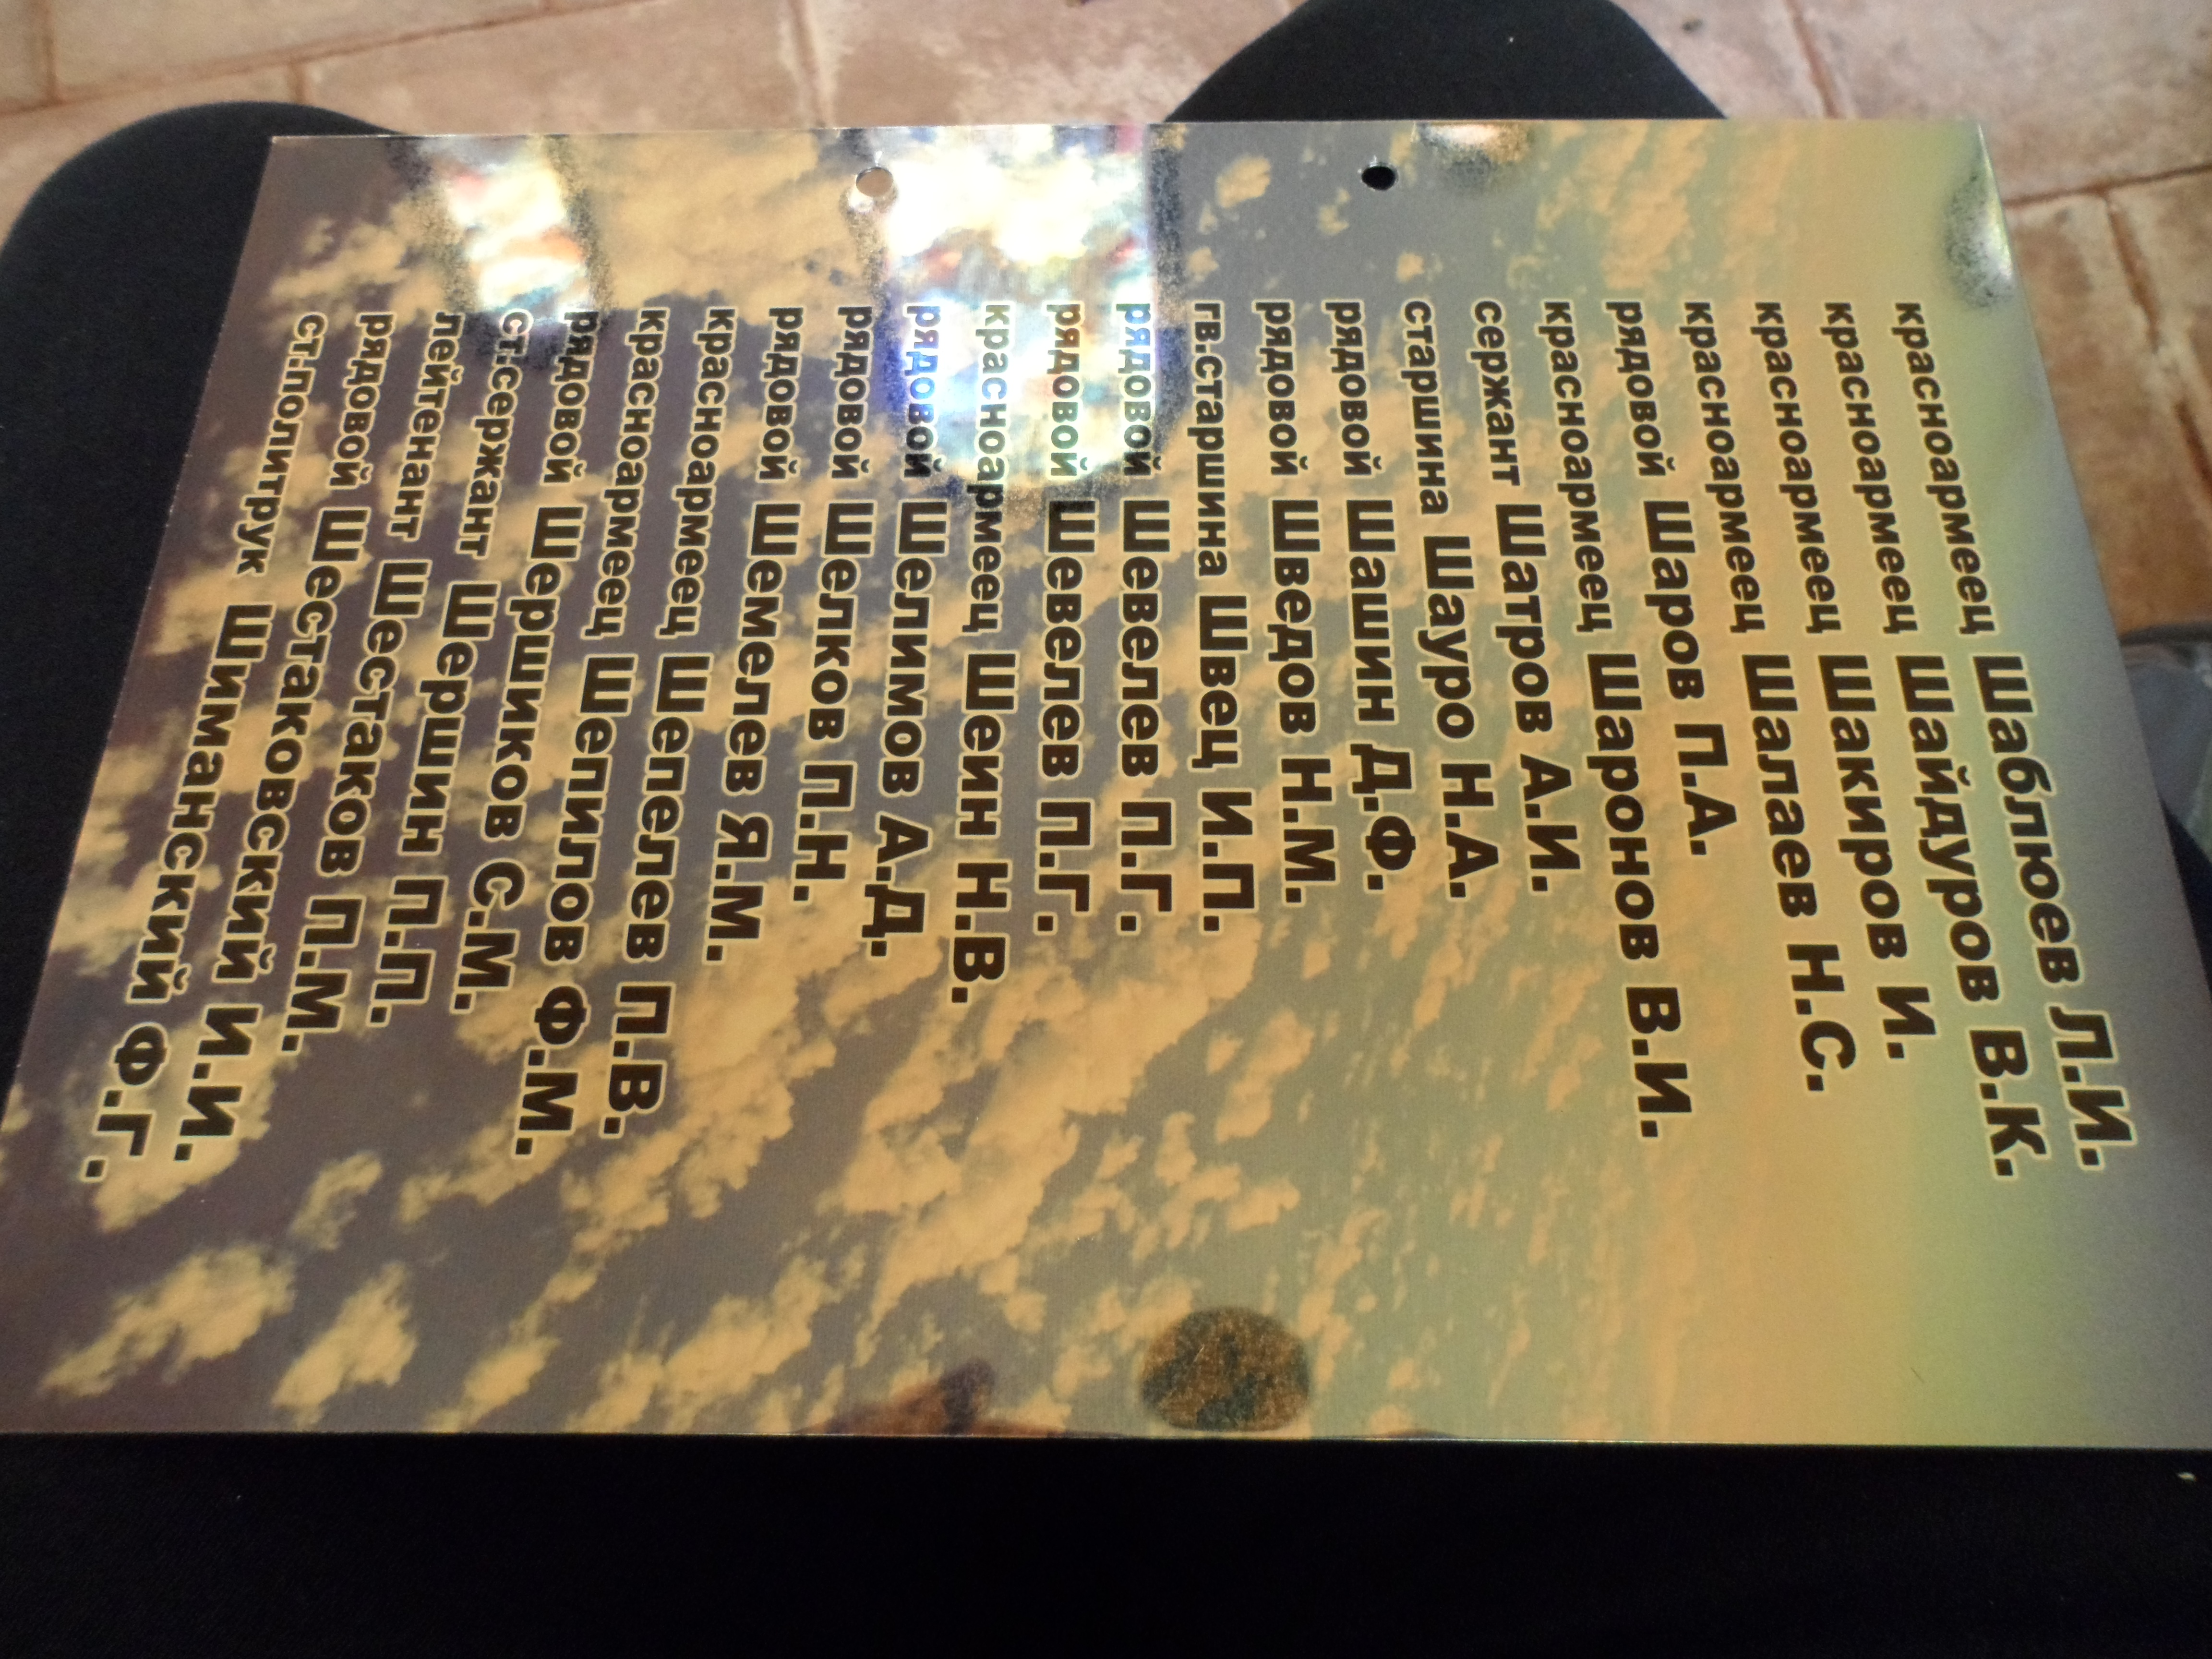 красноармеец Шаблюев Л.И.
красноармеец Шайдуров В.К.
красноармеец Шакиров И.
красноармеец Шалаев Н.С.
рядовой Шаров П.А.
красноармеец Шаронов В.И.
сержант Шатров А.И.
старшина Шауро Н.А.
рядовой Шашин Д.Ф.
рядовой Шведов Н.М.
гв.старшина Швец И.П.
рядовой Шевелев П.Г.
рядовой Шевелев П.Г.
красноармеец Шеин Н.В.
рядовой Шелимов А.Д.
рядовой Шелков П.Н.
рядовой Шемелев Я.М.
красноармеец Шепелев П.В.
красноармеец Шепилов Ф.М.
рядовой Шершиков С.М.
ст.сержант Шершин П.П.
лейтенант Шестаков П.М.
рядовой Шестаковский И.И.
ст.политрук Шиманский Ф.Г.